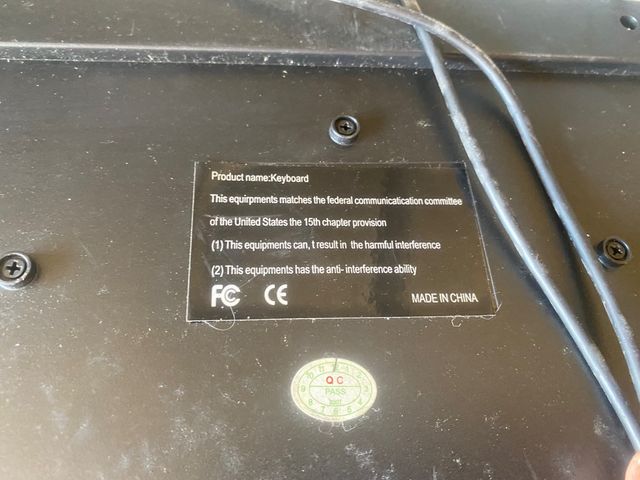 Product name:Keyboard
This equirpments matches the federal communicatication committee
of the United States the 15th chapter provision
(1) This equipments can, t result in the harmful interference
(2) This equipments has the anti- interference ability
FC CE
MADE IN CHINA
QC
PASS